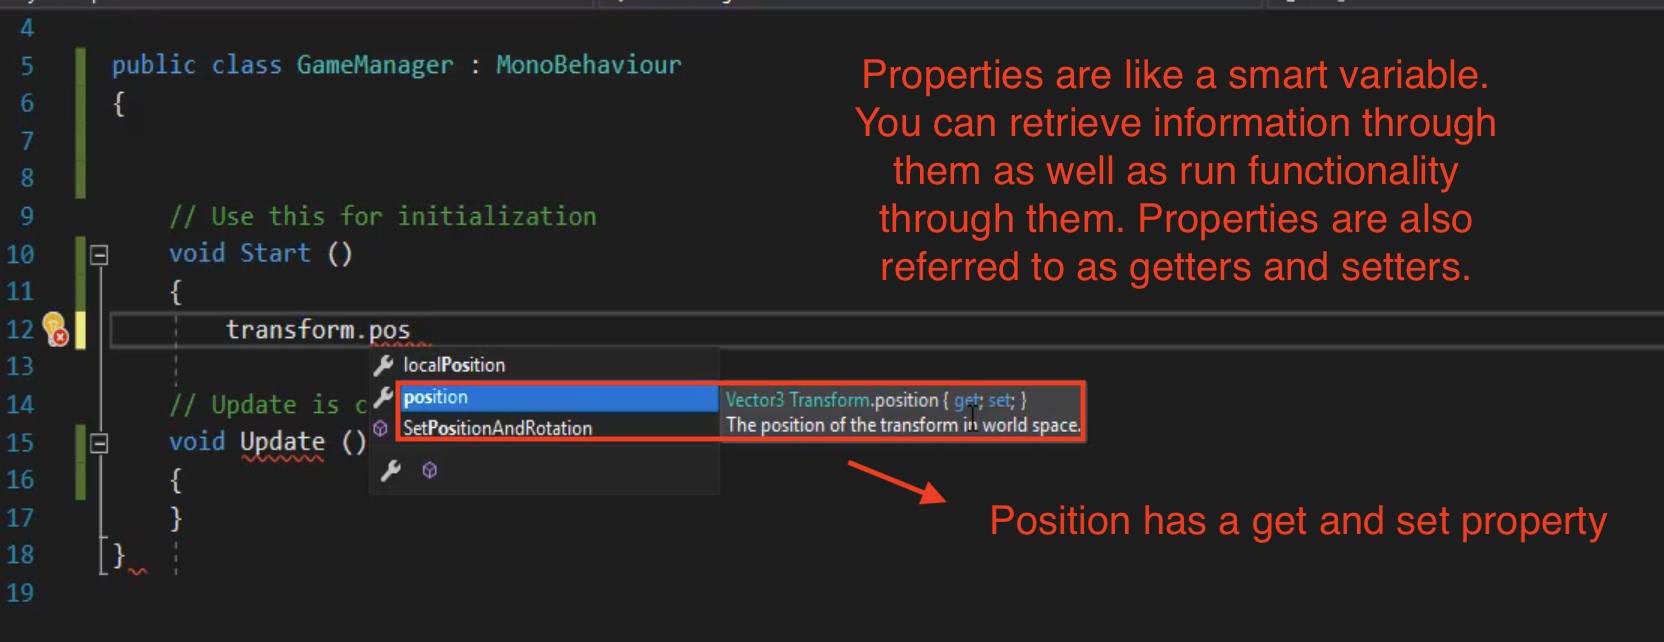 4
5 public class GameManager : MonoBehaviour
6 {
7
8
9 // Use this for initialization
10 void Start ()
11 {
12 transform.pos
13
14 // Update is c
15 void Update ()
16 {
17 }
18 }
19
localPosition
position
SetPositionAndRotation
Vector3 Transform.position { get; set; }
The position of the transform in world space.
Properties are like a smart variable.
You can retrieve information through
them as well as run functionality
through them. Properties are also
referred to as getters and setters.
Position has a get and set property